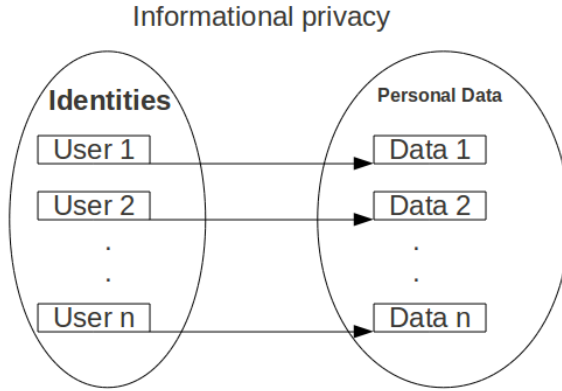 Informational privacy
Identities
Personal Data
User 1
Data 1
User 2
Data 2
.
.
.
.
User n
Data n